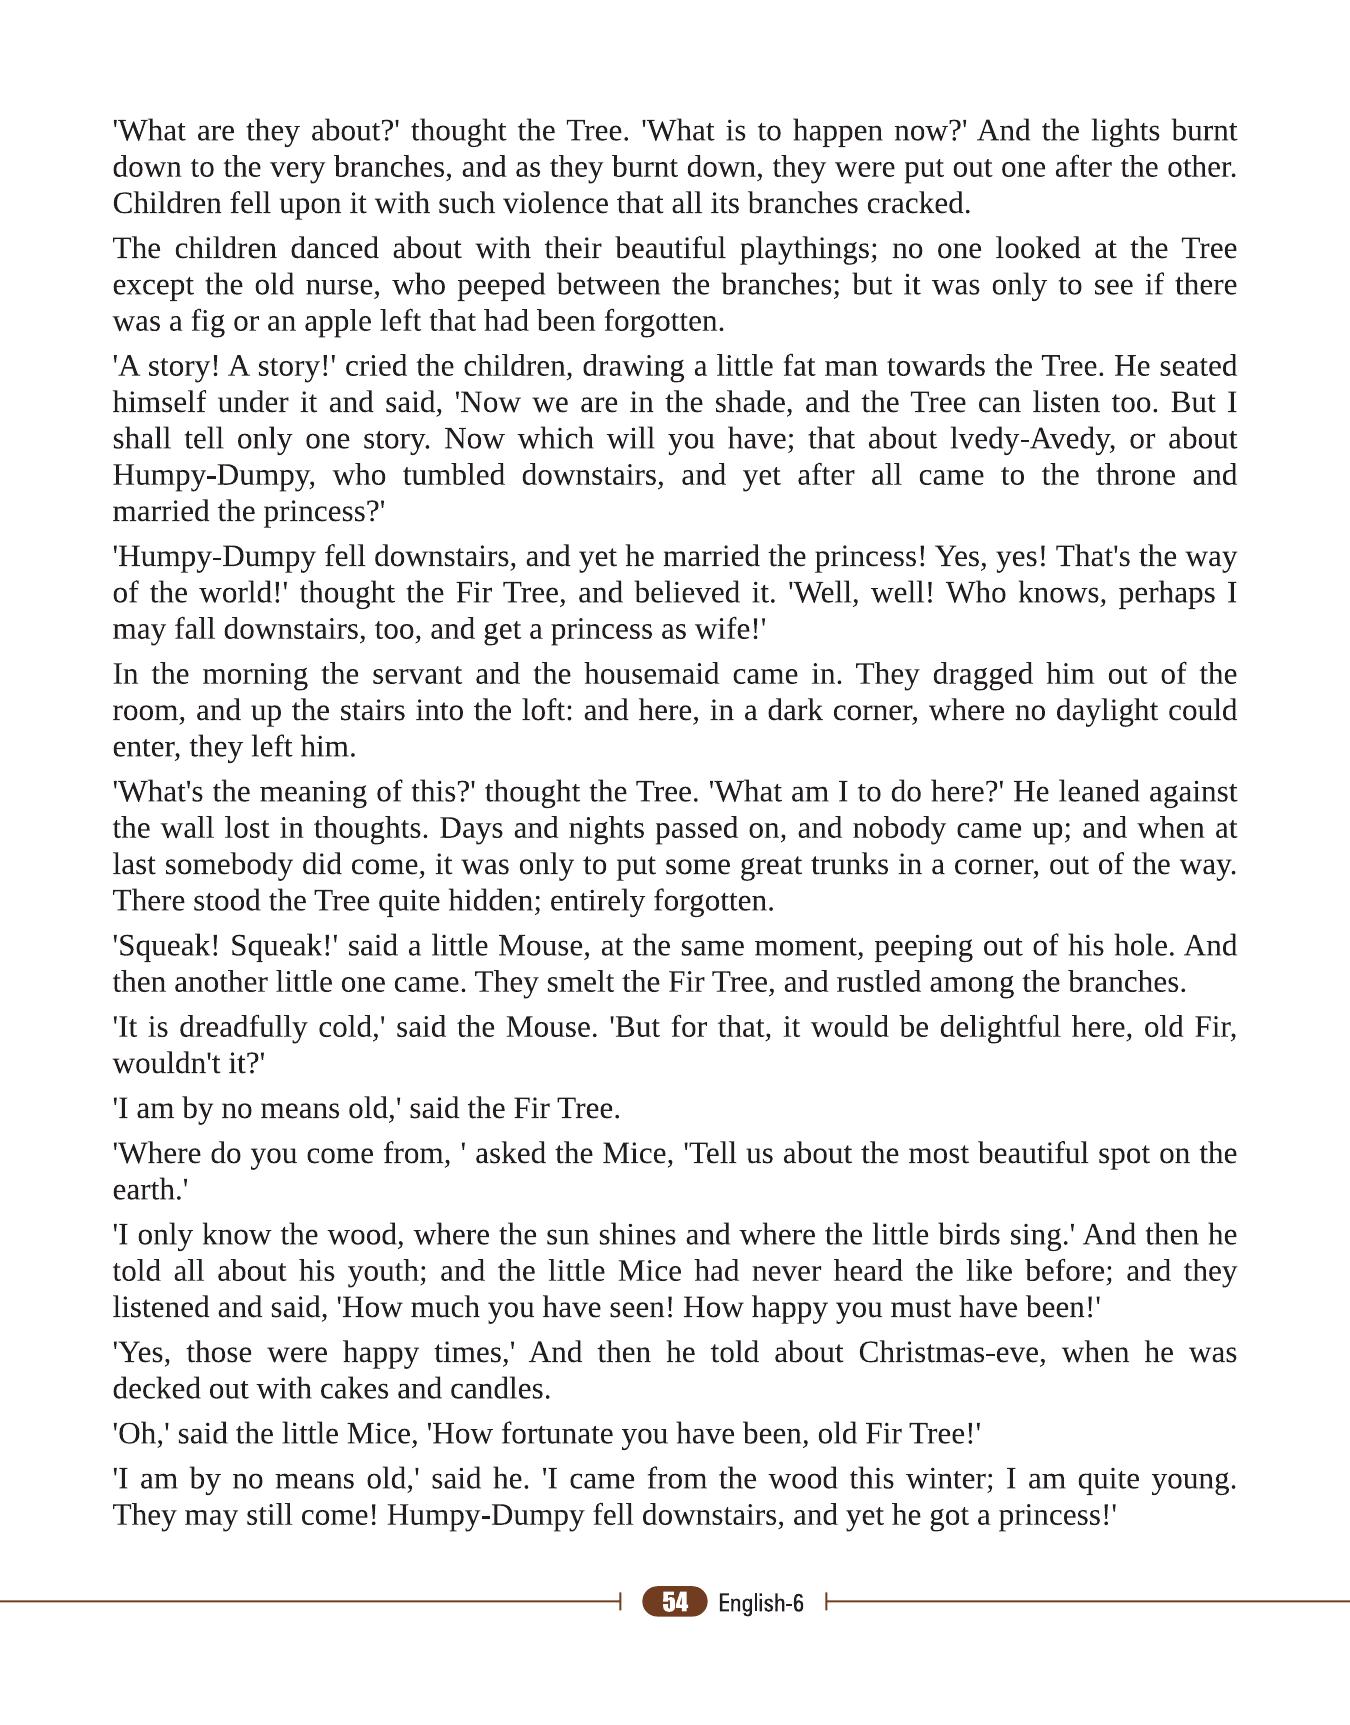 'What are they about?' thought the Tree. 'What is to happen now?' And the lights burnt
down to the very branches, and as they burnt down, they were put out one after the other.
Children fell upon it with such violence that all its branches cracked.
The children danced about with their beautiful playthings; no one looked at the Tree
except the old nurse, who peeped between the branches; but it was only to see if there
was a fig or an apple left that had been forgotten.
'A story! A story!' cried the children, drawing a little fat man towards the Tree. He seated
himself under it and said, 'Now we are in the shade, and the Tree can listen too. But I
shall tell only one story. Now which will you have; that about lvedy-Avedy, or about
Humpy-Dumpy, who tumbled downstairs, and yet after all came to the throne and
married the princess?'
'Humpy-Dumpy fell downstairs, and yet he married the princess! Yes, yes! That's the way
of the world!' thought the Fir Tree, and believed it. 'Well, well! Who knows, perhaps I
may fall downstairs, too, and get a princess as wife!'
In the morning the servant and the housemaid came in. They dragged him out of the
room, and up the stairs into the loft: and here, in a dark corner, where no daylight could
enter, they left him.
'What's the meaning of this?' thought the Tree. 'What am I to do here?' He leaned against
the wall lost in thoughts. Days and nights passed on, and nobody came up; and when at
last somebody did come, it was only to put some great trunks in a corner, out of the way.
There stood the Tree quite hidden; entirely forgotten.
'Squeak! Squeak!' said a little Mouse, at the same moment, peeping out of his hole. And
then another little one came. They smelt the Fir Tree, and rustled among the branches.
'It is dreadfully cold,' said the Mouse. 'But for that, it would be delightful here, old Fir,
wouldn't it?'
'I am by no means old,' said the Fir Tree.
'Where do you come from, ' asked the Mice, 'Tell us about the most beautiful spot on the
earth.'
'I only know the wood, where the sun shines and where the little birds sing.' And then he
told all about his youth; and the little Mice had never heard the like before; and they
listened and said, 'How much you have seen! How happy you must have been!'
'Yes, those were happy times,' And then he told about Christmas-eve, when he was
decked out with cakes and candles.
'Oh,' said the little Mice, 'How fortunate you have been, old Fir Tree!'
'I am by no means old,' said he. 'I came from the wood this winter; I am quite young.
They may still come! Humpy-Dumpy fell downstairs, and yet he got a princess!'
54 English-6